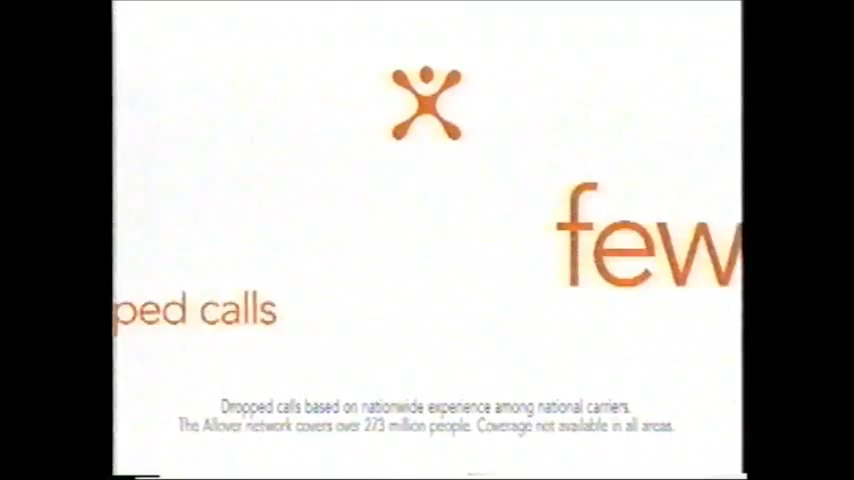 few
ped calls
Dropped calls based on nationwide experience among national carriers.
The Allover network covers over 273 million people. Coverage not available in all areas.